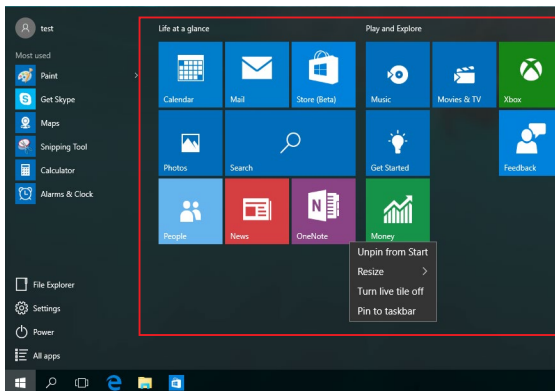 test
Most used
Paint
Get Skype
Maps
Snipping Tool
Calculator
Alarms & Clock
File Explorer
Settings
Power
All apps
Life at a glance
Calendar
Mail
Store (Beta)
Photos
Search
People
News
OneNote
Play and Explore
Music
Movies & TV
Xbox
Get Started
Feedback
Money
Unpin from Start
Resize
Turn live tile off
Pin to taskbar